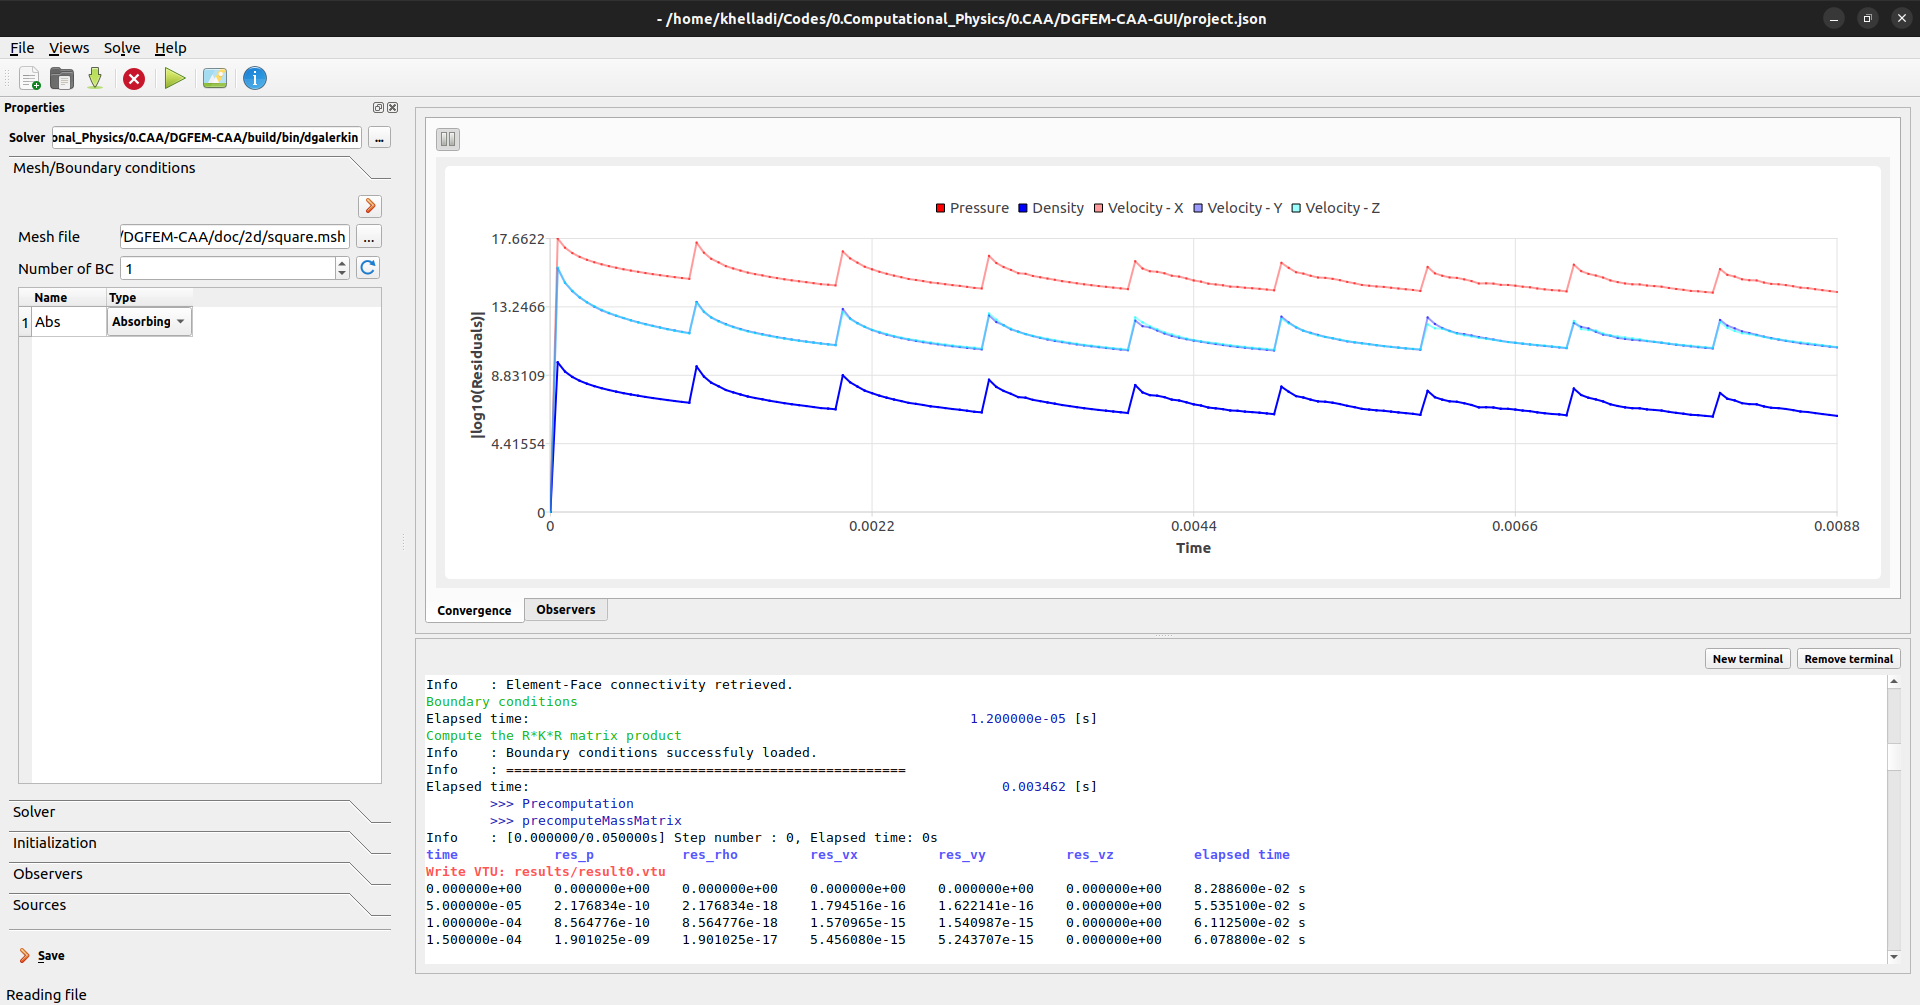 - /home/khelladi/Codes/0.Computational_Physics/0.CAA/DGFEM-CAA-GUI/project.json
File Views Solve Help
Properties
Solver onal_Physics/0.CAA/DGFEM-CAA/build/bin/dgalerkin ...
Mesh/Boundary conditions
Mesh file /DGFEM-CAA/doc/2d/square.msh ...
Number of BC 1
Name Type
1 Abs Absorbing
Solver
Initialization
Observers
Sources
Save
Reading file
Pressure Density Velocity - X Velocity - Y Velocity - Z
|log10(Residuals)|
17.6622
13.2466
8.83109
4.41554
0
0 0.0022 0.0044 0.0066 0.0088
Time
Convergence Observers
New terminal Remove terminal
Info : Element-Face connectivity retrieved.
Boundary conditions
Elapsed time: 1.200000e-05 [s]
Compute the R*K*R matrix product
Info : Boundary conditions successfuly loaded.
Info : ==================================================
Elapsed time: 0.003462 [s]
>>> Precomputation
>>> precomputeMassMatrix
Info : [0.000000/0.050000s] Step number : 0, Elapsed time: 0s
time res_p res_rho res_vx res_vy res_vz elapsed time
Write VTU: results/result0.vtu
0.000000e+00 0.000000e+00 0.000000e+00 0.000000e+00 0.000000e+00 0.000000e+00 8.288600e-02 s
5.000000e-05 2.176834e-10 2.176834e-18 1.794516e-16 1.622141e-16 0.000000e+00 5.535100e-02 s
1.000000e-04 8.564776e-10 8.564776e-18 1.570965e-15 1.540987e-15 0.000000e+00 6.112500e-02 s
1.500000e-04 1.901025e-09 1.901025e-17 5.456080e-15 5.243707e-15 0.000000e+00 6.078800e-02 s